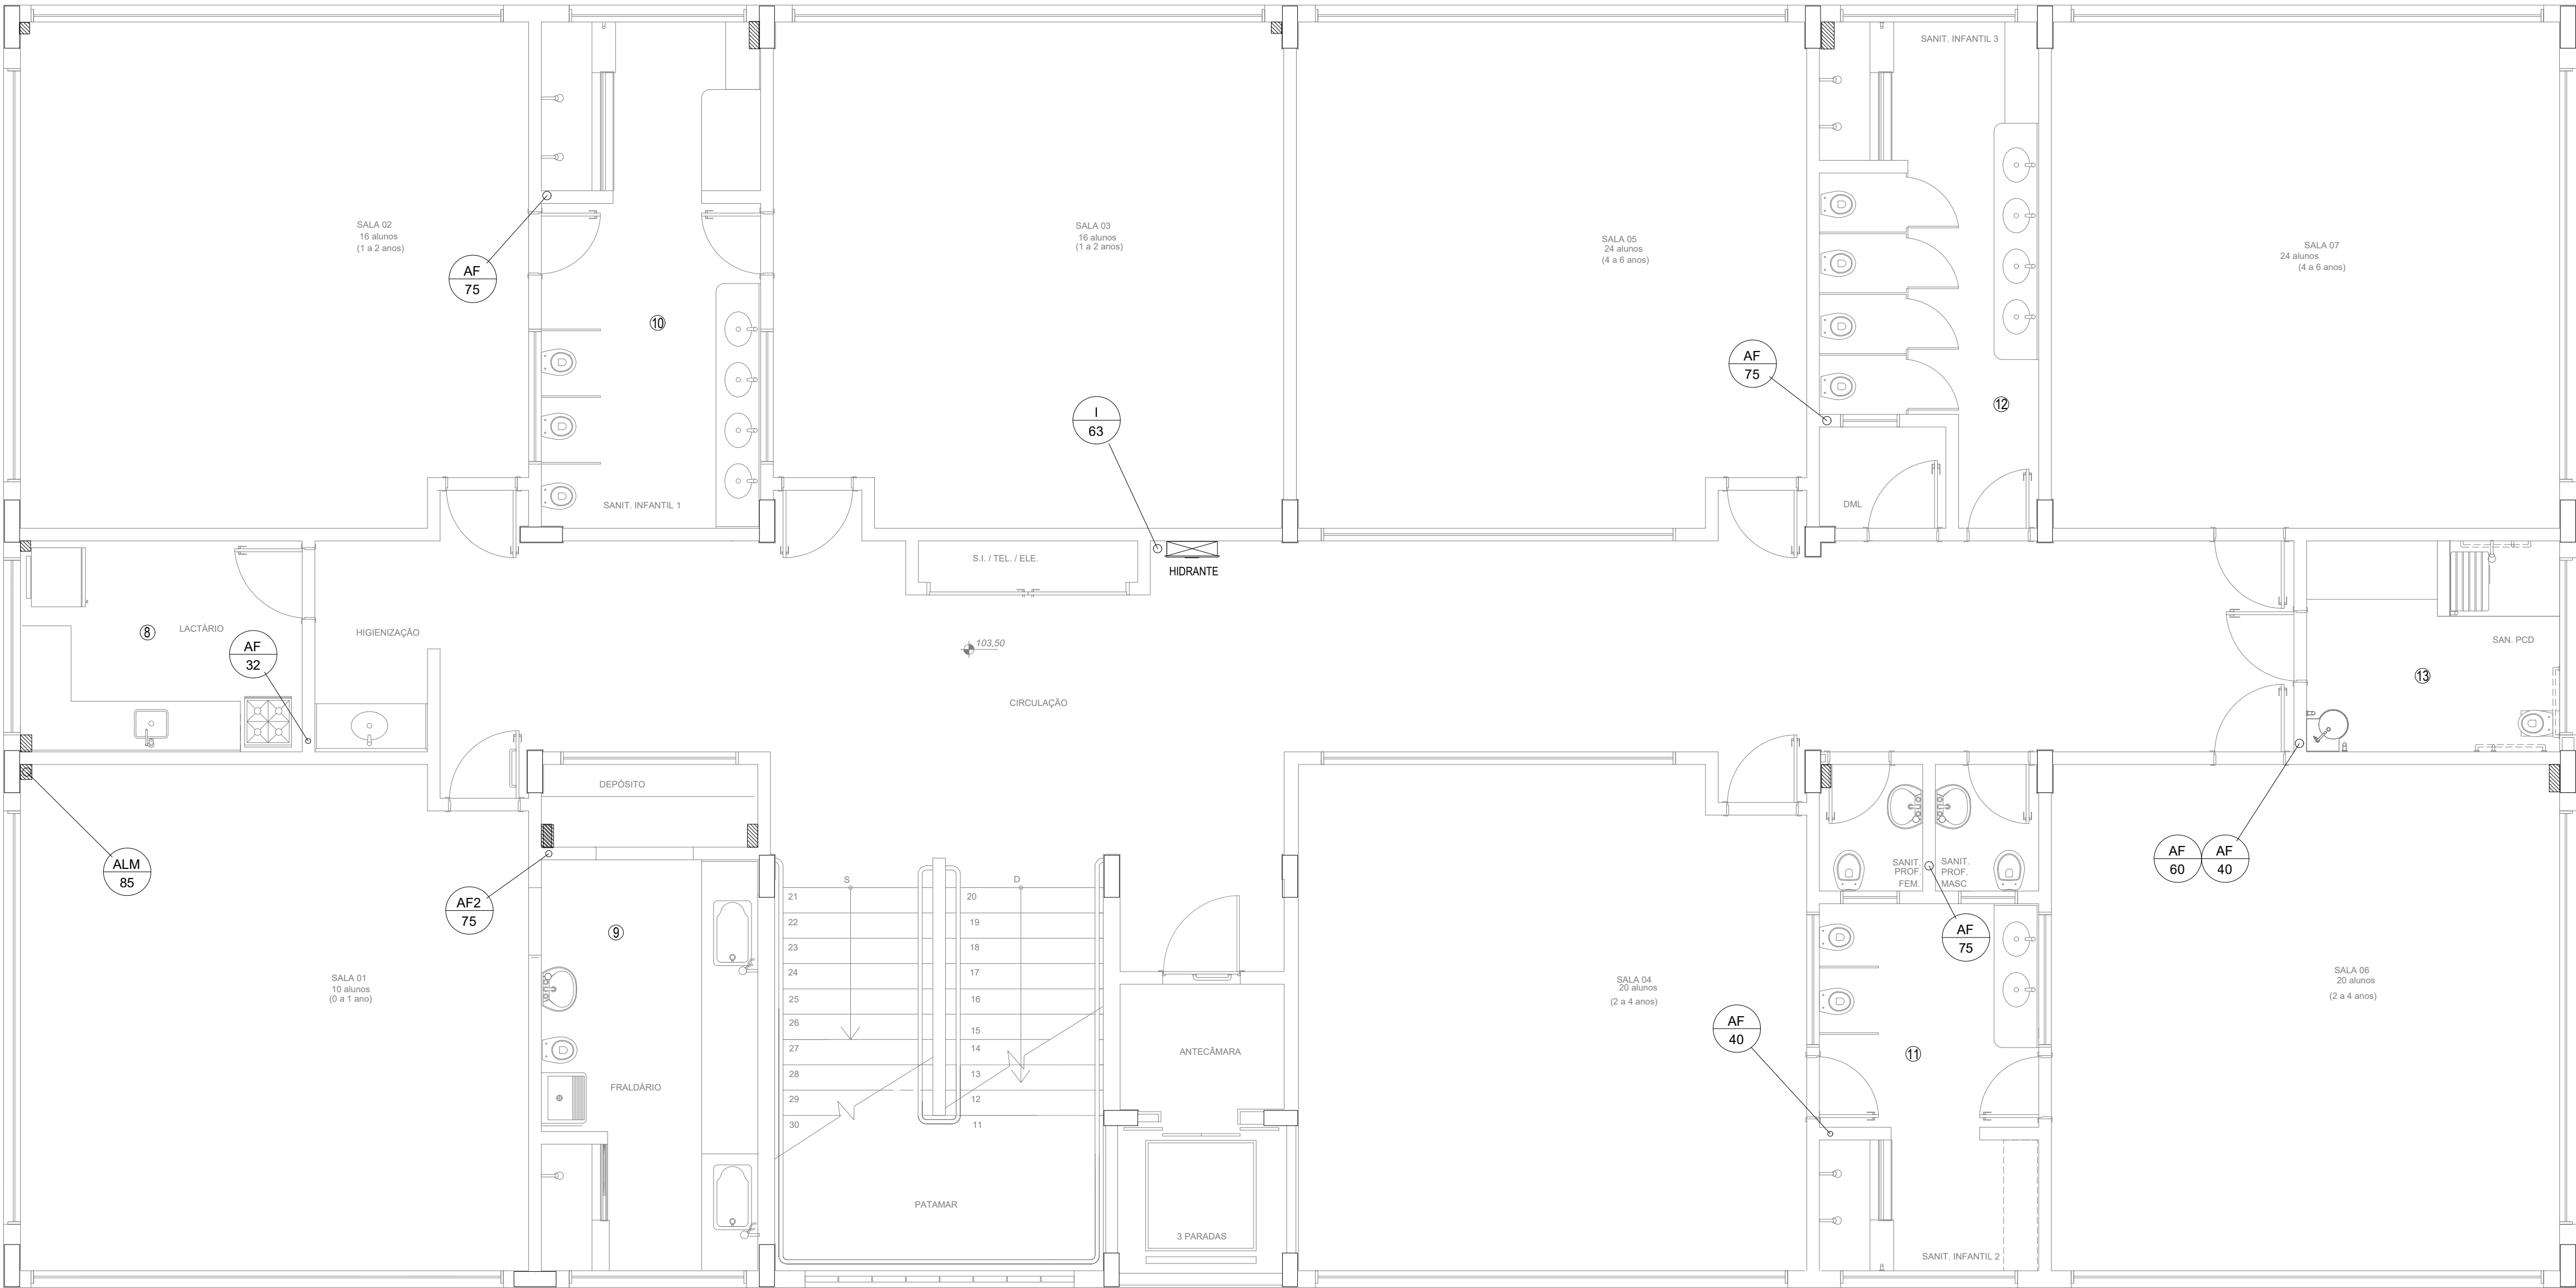 SANIT. INFANTIL 3
SALA 02
16 alunos
(1 a 2 anos)
SALA 03
16 alunos
(1 a 2 anos)
SALA 05
24 alunos
(4 a 6 anos)
SALA 07
24 alunos
(4 a 6 anos)
AF
75
10
AF
75
I
63
12
SANIT. INFANTIL 1
DML
S.I. / TEL. / ELE.
HIDRANTE
8
LACTÁRIO
HIGIENIZAÇÃO
AF
32
103,50
CIRCULAÇÃO
SAN. PCD
13
DEPÓSITO
ALM
85
AF2
75
9
S
D
21
22
23
24
25
26
27
28
29
30
20
19
18
17
16
15
14
13
12
11
SANIT.
PROF.
FEM.
SANIT.
PROF.
MASC
AF
60
AF
40
AF
75
SALA 01
10 alunos
(0 a 1 ano)
SALA 04
20 alunos
(2 a 4 anos)
SALA 06
20 alunos
(2 a 4 anos)
AF
40
11
ANTECÂMARA
FRALDÁRIO
PATAMAR
3 PARADAS
SANIT. INFANTIL 2